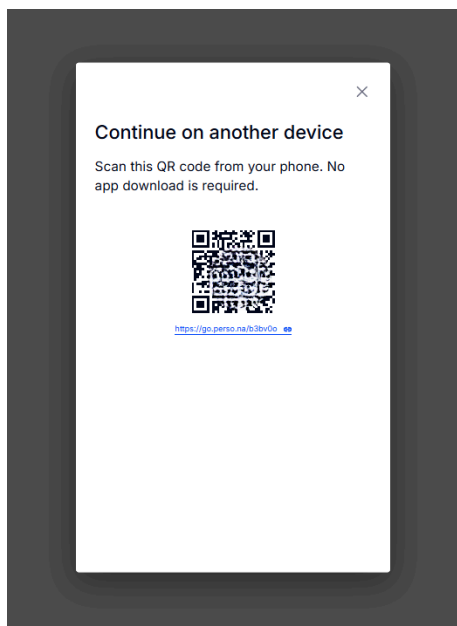 Continue on another device
Scan this QR code from your phone. No
app download is required.
https://go.perso.na/b3bv0o